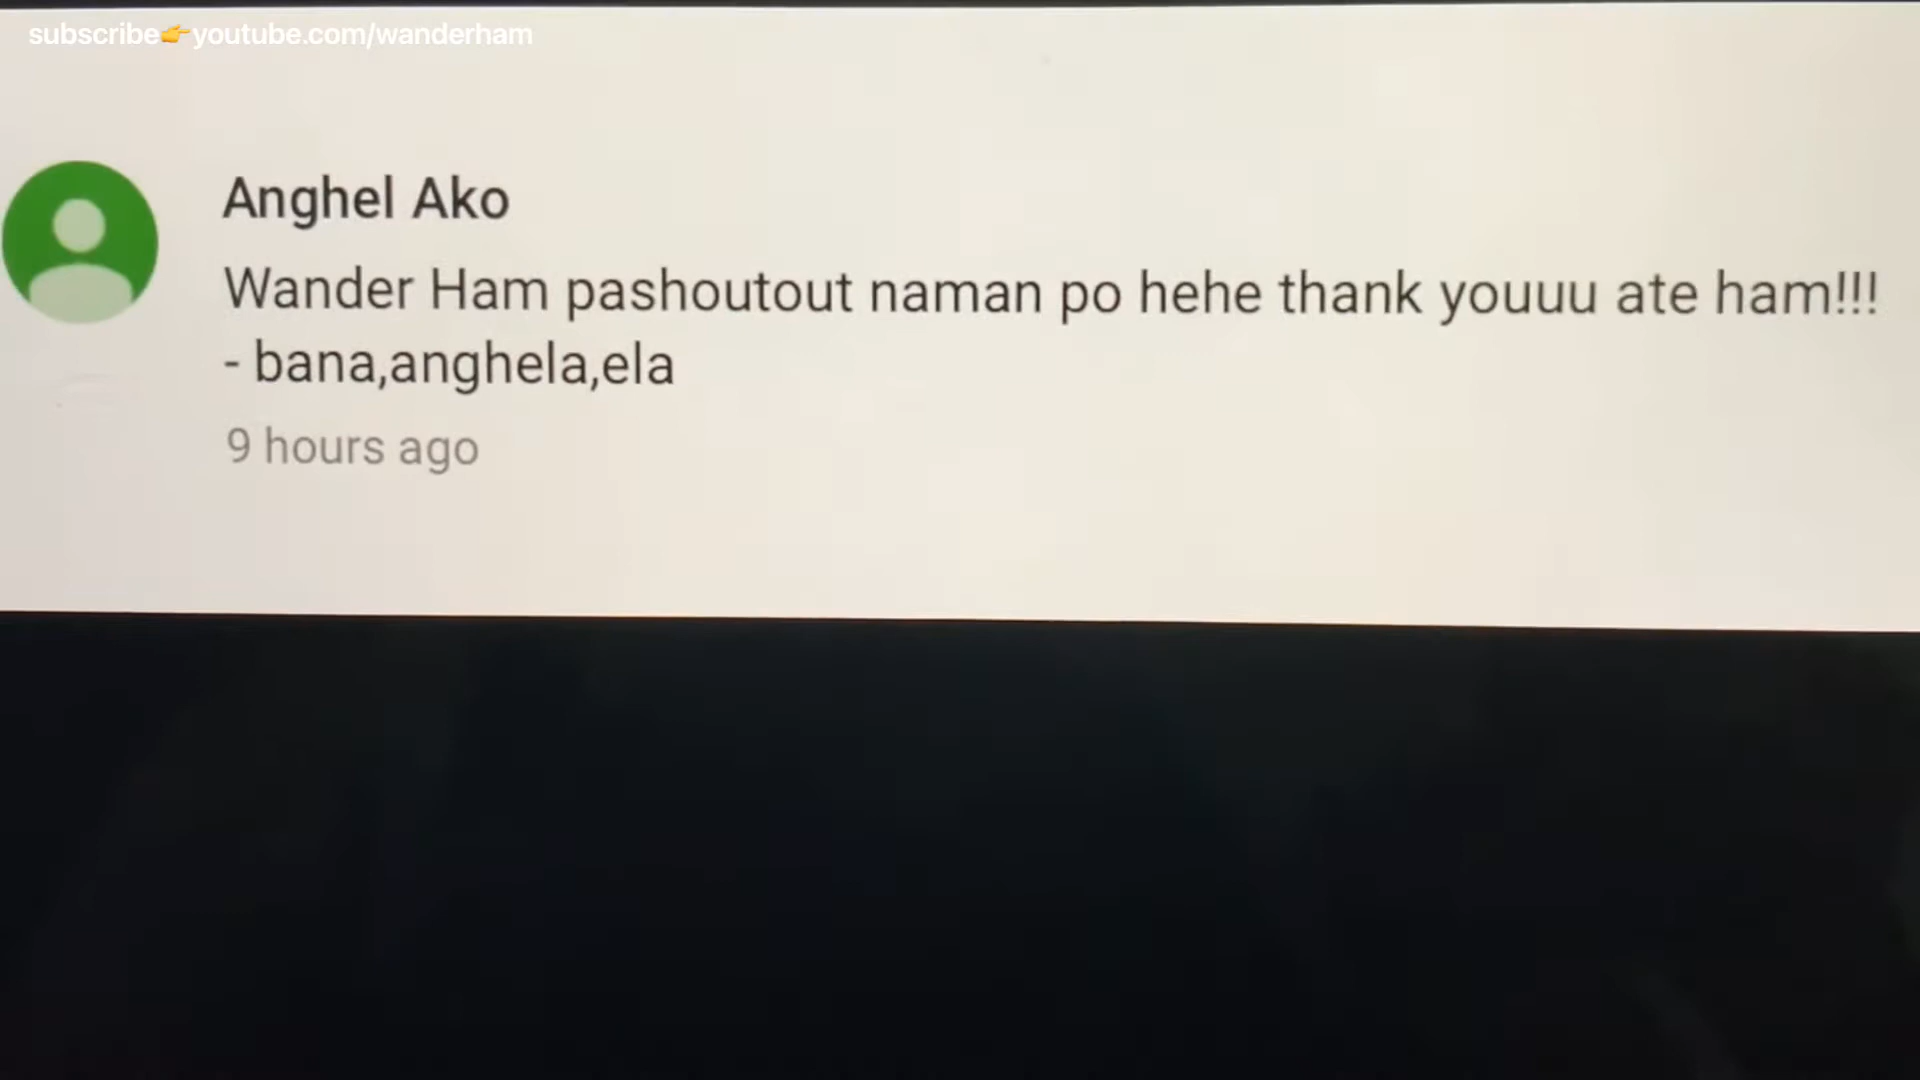 subscribe👉youtube.com/wanderham
Anghel Ako
Wander Ham pashoutout naman po hehe thank youuu ate ham!!!
- bana,anghela,ela
9 hours ago